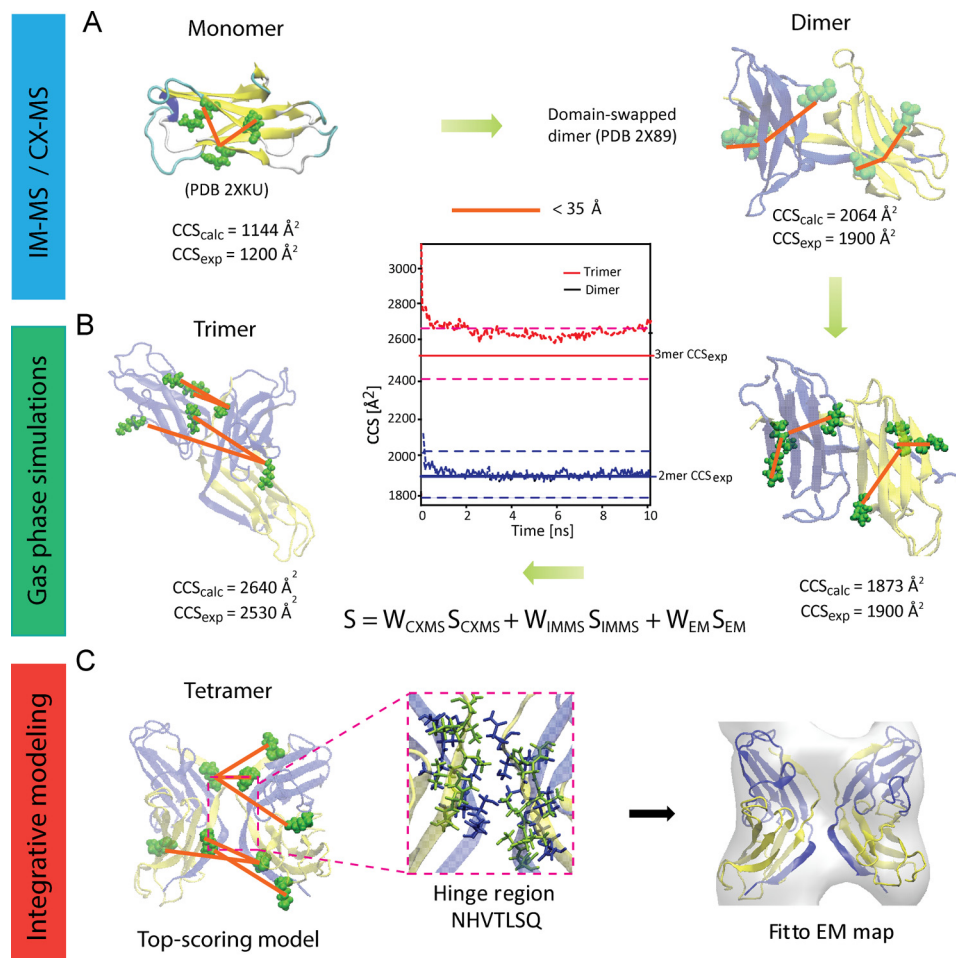 IM-MS / CX-MS
A
Monomer
(PDB 2XKU)
CCScalc = 1144 Å²
CCSexp = 1200 Å²
Domain-swapped
dimer (PDB 2X89)
< 35 Å
Dimer
CCScalc = 2064 Å²
CCSexp = 1900 Å²
Gas phase simulations
B
Trimer
CCScalc = 2640 Å²
CCSexp = 2530 Å²
CCS [Å²]
3000
2800
2600
2400
2200
2000
1800
Trimer
Dimer
3mer CCSexp
2mer CCSexp
0 2 4 6 8 10
Time [ns]
CCScalc = 1873 Å²
CCSexp = 1900 Å²
S = WCXMS SCXMS + WIMMS SIMMS + WEM SEM
Integrative modeling
C
Tetramer
Top-scoring model
Hinge region
NHVTLSQ
Fit to EM map